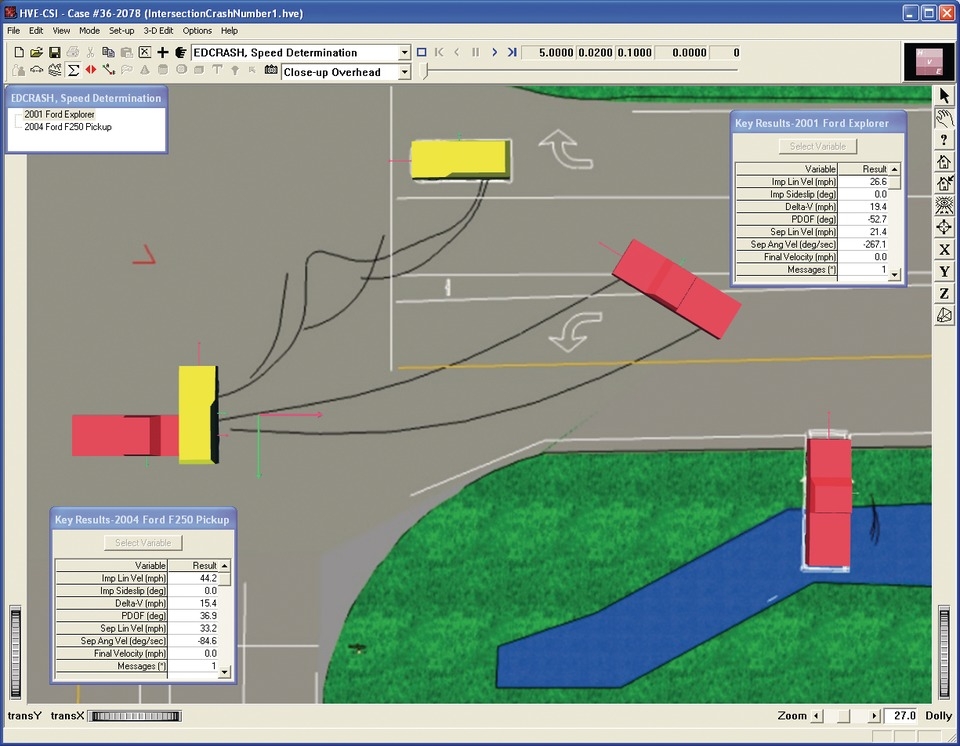 HVE-CSI - Case #36-2078 (IntersectionCrashNumber1.hve)
File Edit View Mode Set-up 3-D Edit Options Help
EDCRASH, Speed Determination 5.0000 0.0200 0.1000 0.0000 0
Close-up Overhead
H
V
E
EDCRASH, Speed Determination
2001 Ford Explorer
2004 Ford F250 Pickup
Key Results-2001 Ford Explorer
Select Variable
Variable Result
Imp Lin Vel (mph) 26.6
Imp Sideslip (deg) 0.0
Delta-V (mph) 19.4
PDOF (deg) -52.7
Sep Lin Vel (mph) 21.4
Sep Ang Vel (deg/sec) -267.1
Final Velocity (mph) 0.0
Messages (*) 1
?
X
Y
Z
Key Results-2004 Ford F250 Pickup
Select Variable
Variable Result
Imp Lin Vel (mph) 44.2
Imp Sideslip (deg) 0.0
Delta-V (mph) 15.4
PDOF (deg) 36.9
Sep Lin Vel (mph) 33.2
Sep Ang Vel (deg/sec) -84.6
Final Velocity (mph) 0.0
Messages (*) 1
transY transX Zoom 27.0 Dolly